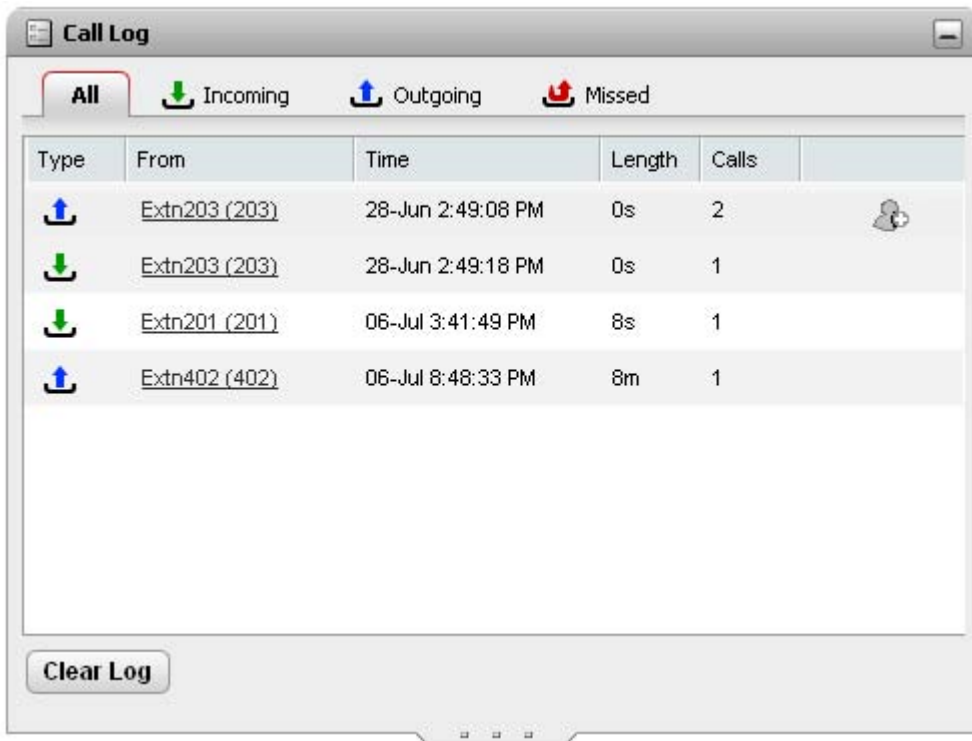 Call Log
All Incoming Outgoing Missed
Type From Time Length Calls
Extn203 (203) 28-Jun 2:49:08 PM 0s 2
Extn203 (203) 28-Jun 2:49:18 PM 0s 1
Extn201 (201) 06-Jul 3:41:49 PM 8s 1
Extn402 (402) 06-Jul 8:48:33 PM 8m 1
Clear Log